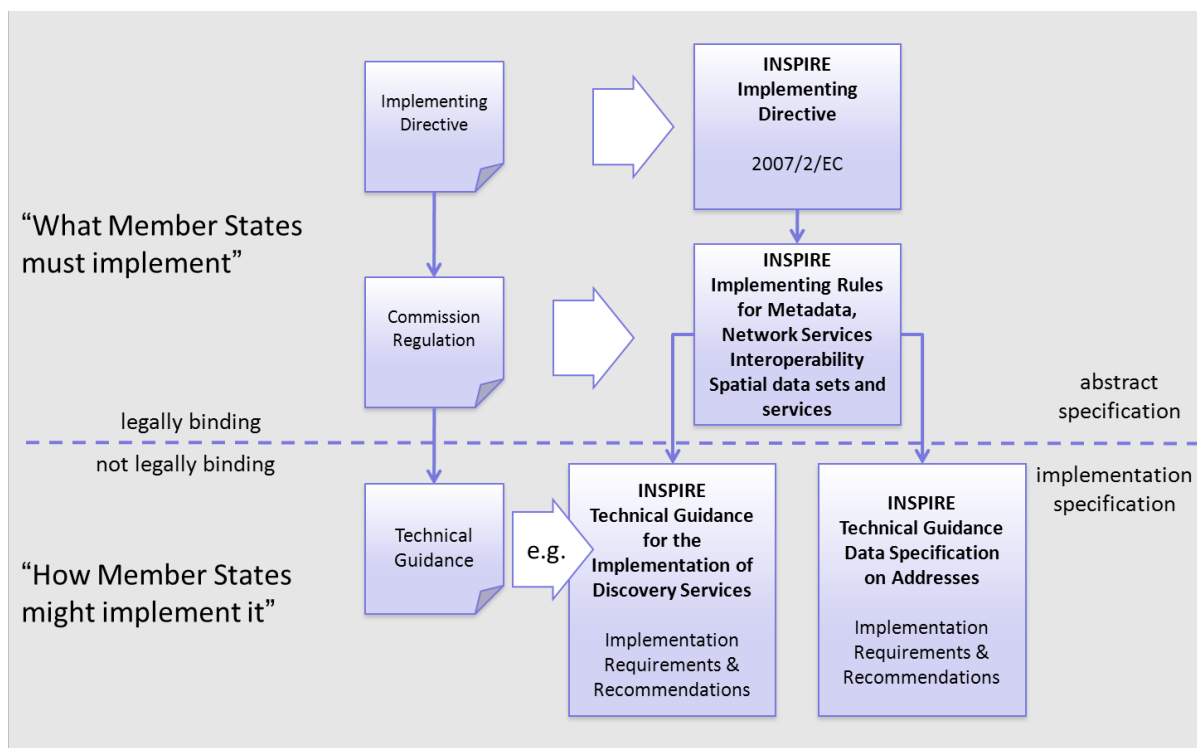 Implementing
Directive
INSPIRE
Implementing
Directive
2007/2/EC
“What Member States
must implement”
Commission
Regulation
INSPIRE
Implementing Rules
for Metadata,
Network Services
Interoperability
Spatial data sets and
services
abstract
specification
legally binding
not legally binding
implementation
specification
“How Member States
might implement it”
Technical
Guidance
e.g.
INSPIRE
Technical Guidance
for the
Implementation of
Discovery Services
Implementation
Requirements &
Recommendations
INSPIRE
Technical Guidance
Data Specification
on Addresses
Implementation
Requirements &
Recommendations